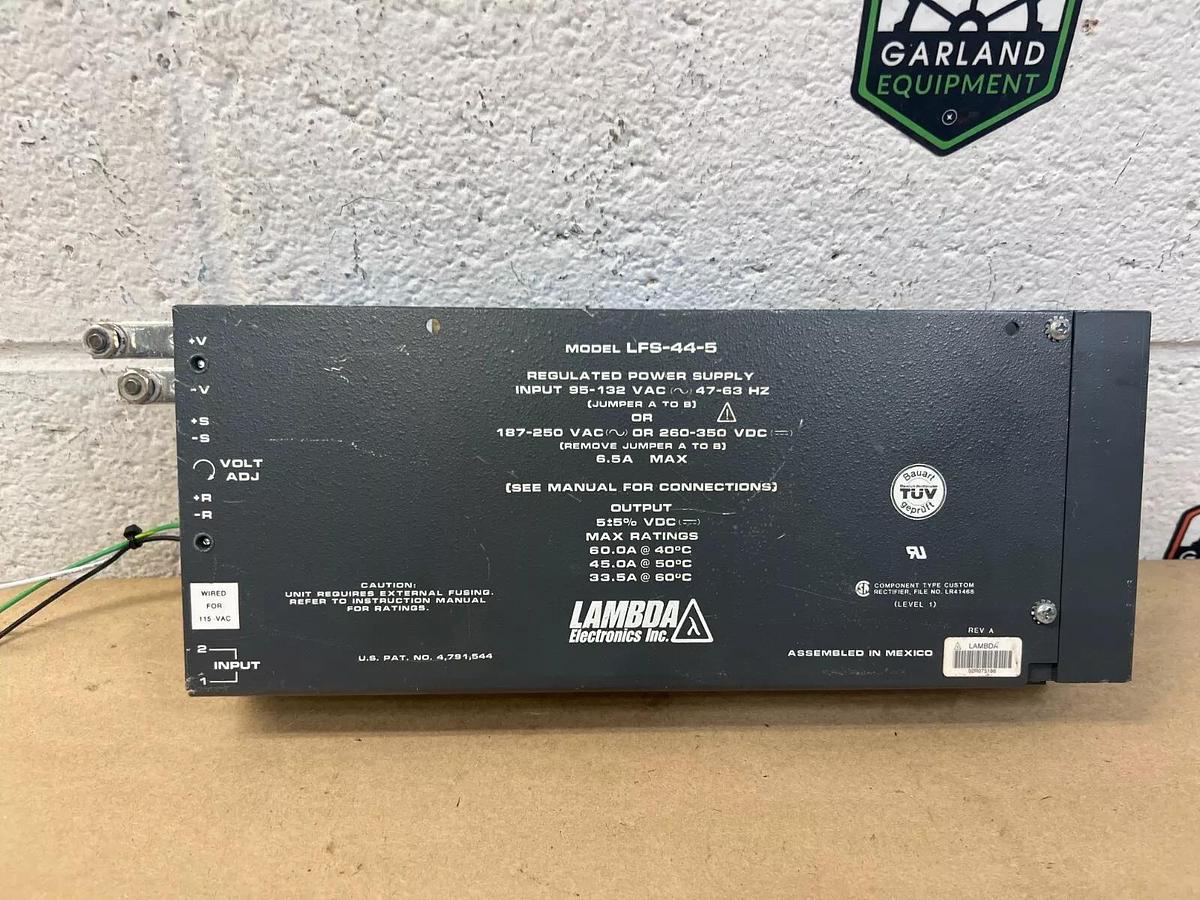 GARLAND
EQUIPMENT
MODEL LFS-44-5
REGULATED POWER SUPPLY
INPUT 95-132 VAC (∿) 47-63 HZ
(JUMPER A TO B)
OR
187-250 VAC (∿) OR 260-350 VDC (⎓)
(REMOVE JUMPER A TO B)
6.5A MAX
(SEE MANUAL FOR CONNECTIONS)
OUTPUT
5±5% VDC (⎓)
MAX RATINGS
60.0A @ 40°C
45.0A @ 50°C
33.5A @ 60°C
LAMBDA
Electronics Inc.
λ
+V
-V
+S
-S
VOLT
ADJ
+R
-R
WIRED
FOR
115 VAC
2
INPUT
1
CAUTION:
UNIT REQUIRES EXTERNAL FUSING.
REFER TO INSTRUCTION MANUAL
FOR RATINGS.
U.S. PAT. NO. 4,791,544
Bauart
TÜV
geprüft
COMPONENT TYPE CUSTOM
RECTIFIER, FILE NO. LR41468
(LEVEL 1)
REV A
ASSEMBLED IN MEXICO
LAMBDA